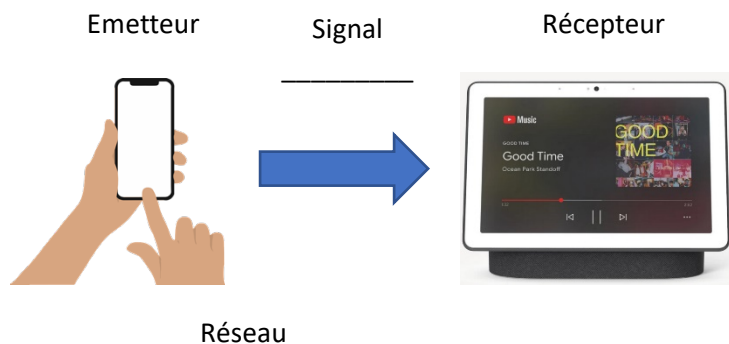 Emetteur
Signal
Récepteur
Music
GOOD TIME
Good Time
Ocean Park Standoff
GOOD
TIME
Réseau